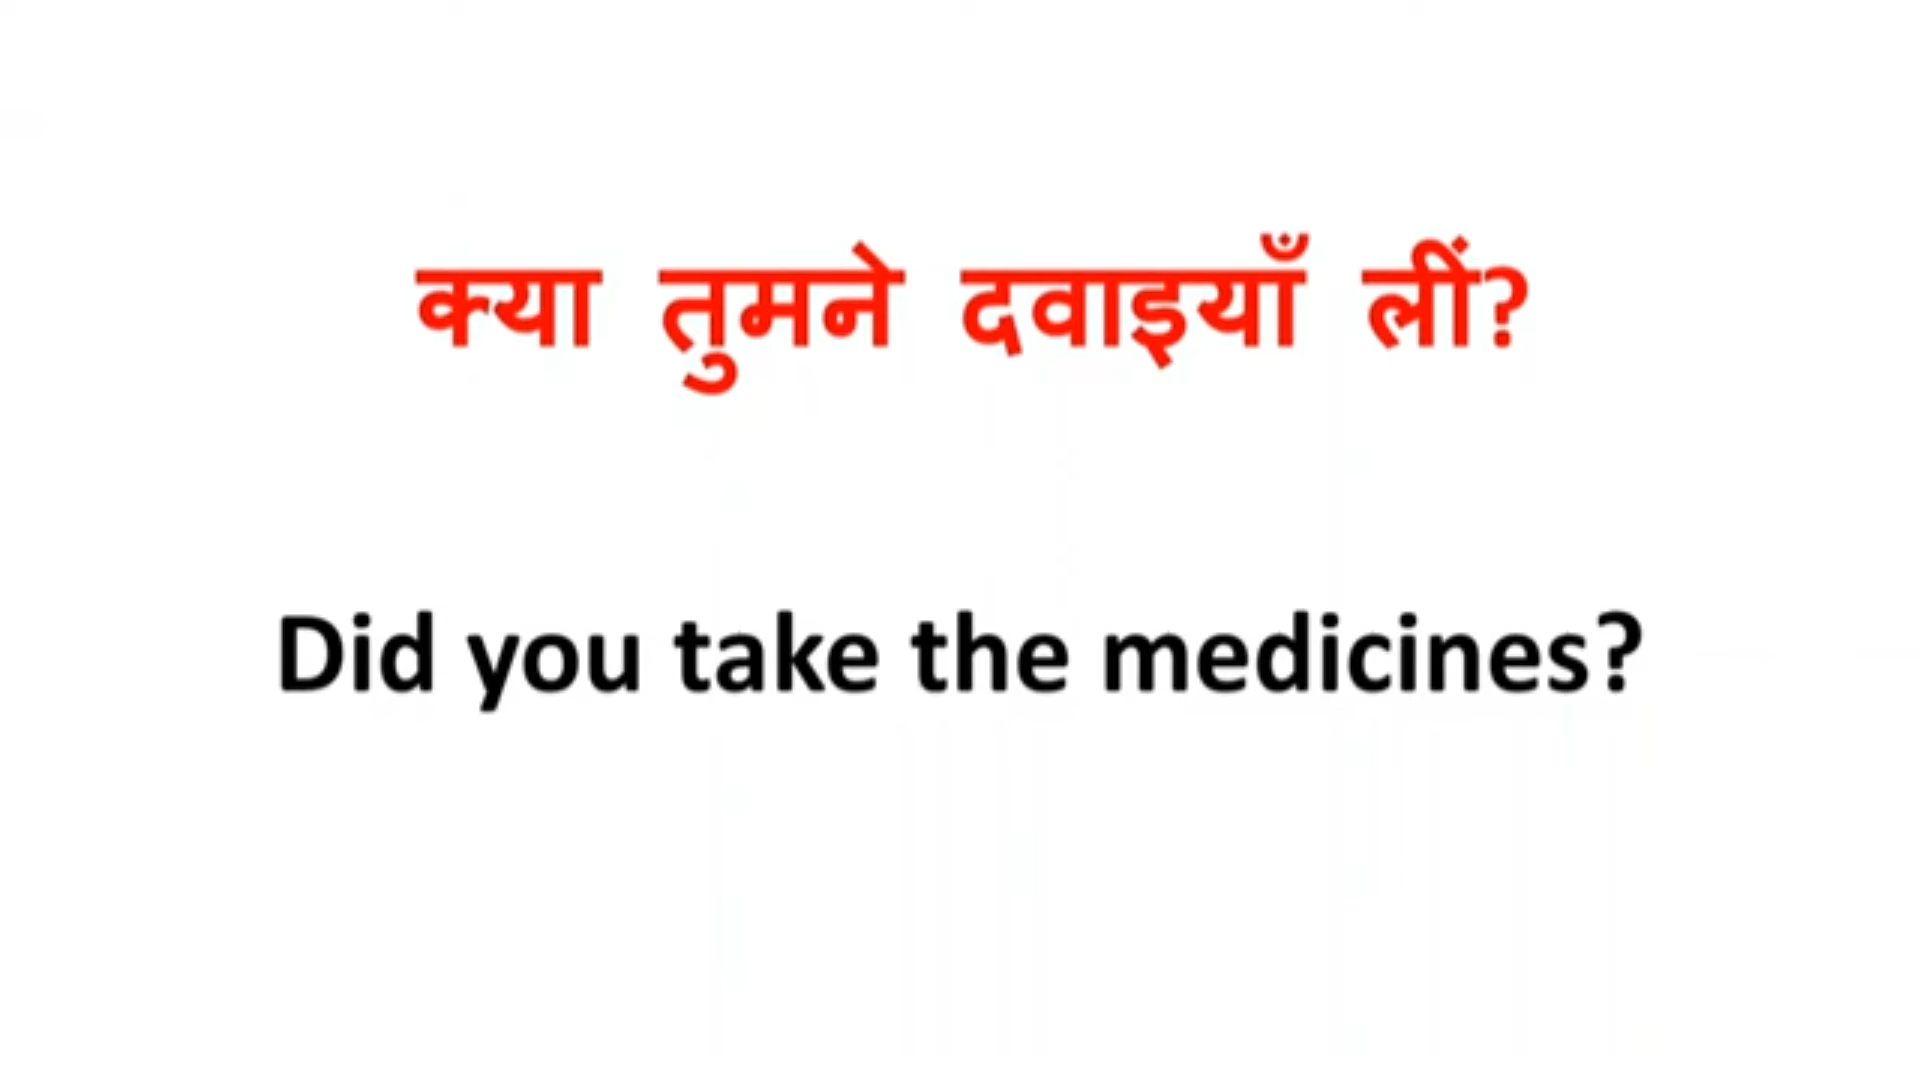 क्या तुमने दवाइयाँ लीं?
Did you take the medicines?